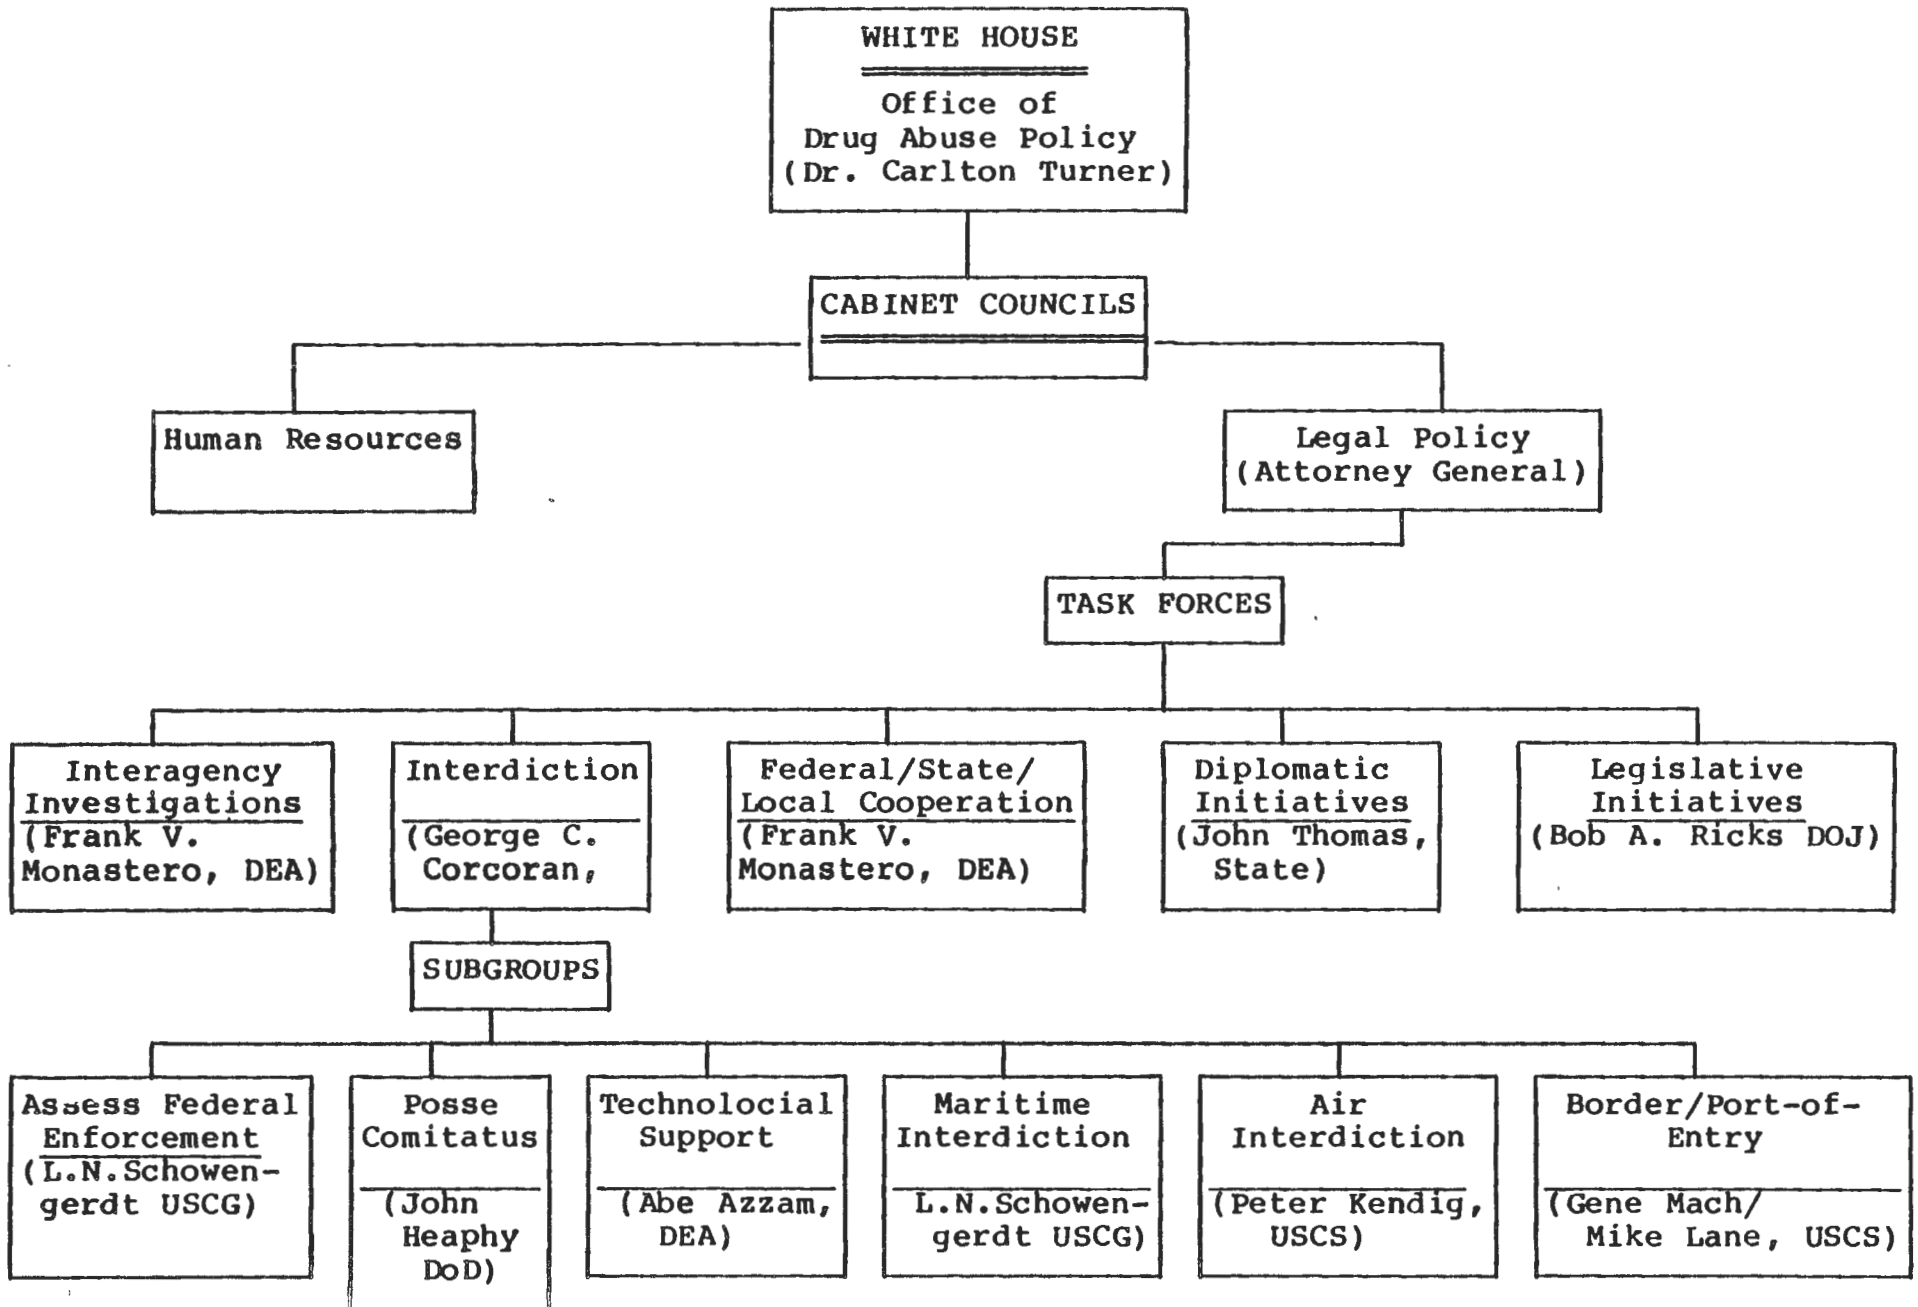 WHITE HOUSE
Office of
Drug Abuse Policy
(Dr. Carlton Turner)
CABINET COUNCILS
Human Resources
Legal Policy
(Attorney General)
TASK FORCES
Interagency
Investigations
(Frank V.
Monastero, DEA)
Interdiction
(George C.
Corcoran,
Federal/State/
Local Cooperation
(Frank V.
Monastero, DEA)
Diplomatic
Initiatives
(John Thomas,
State)
Legislative
Initiatives
(Bob A. Ricks DOJ)
SUBGROUPS
Assess Federal
Enforcement
(L.N.Schowen-
gerdt USCG)
Posse
Comitatus
(John
Heaphy
DoD)
Technolocial
Support
(Abe Azzam,
DEA)
Maritime
Interdiction
L.N.Schowen-
gerdt USCG)
Air
Interdiction
(Peter Kendig,
USCS)
Border/Port-of-
Entry
(Gene Mach/
Mike Lane, USCS)